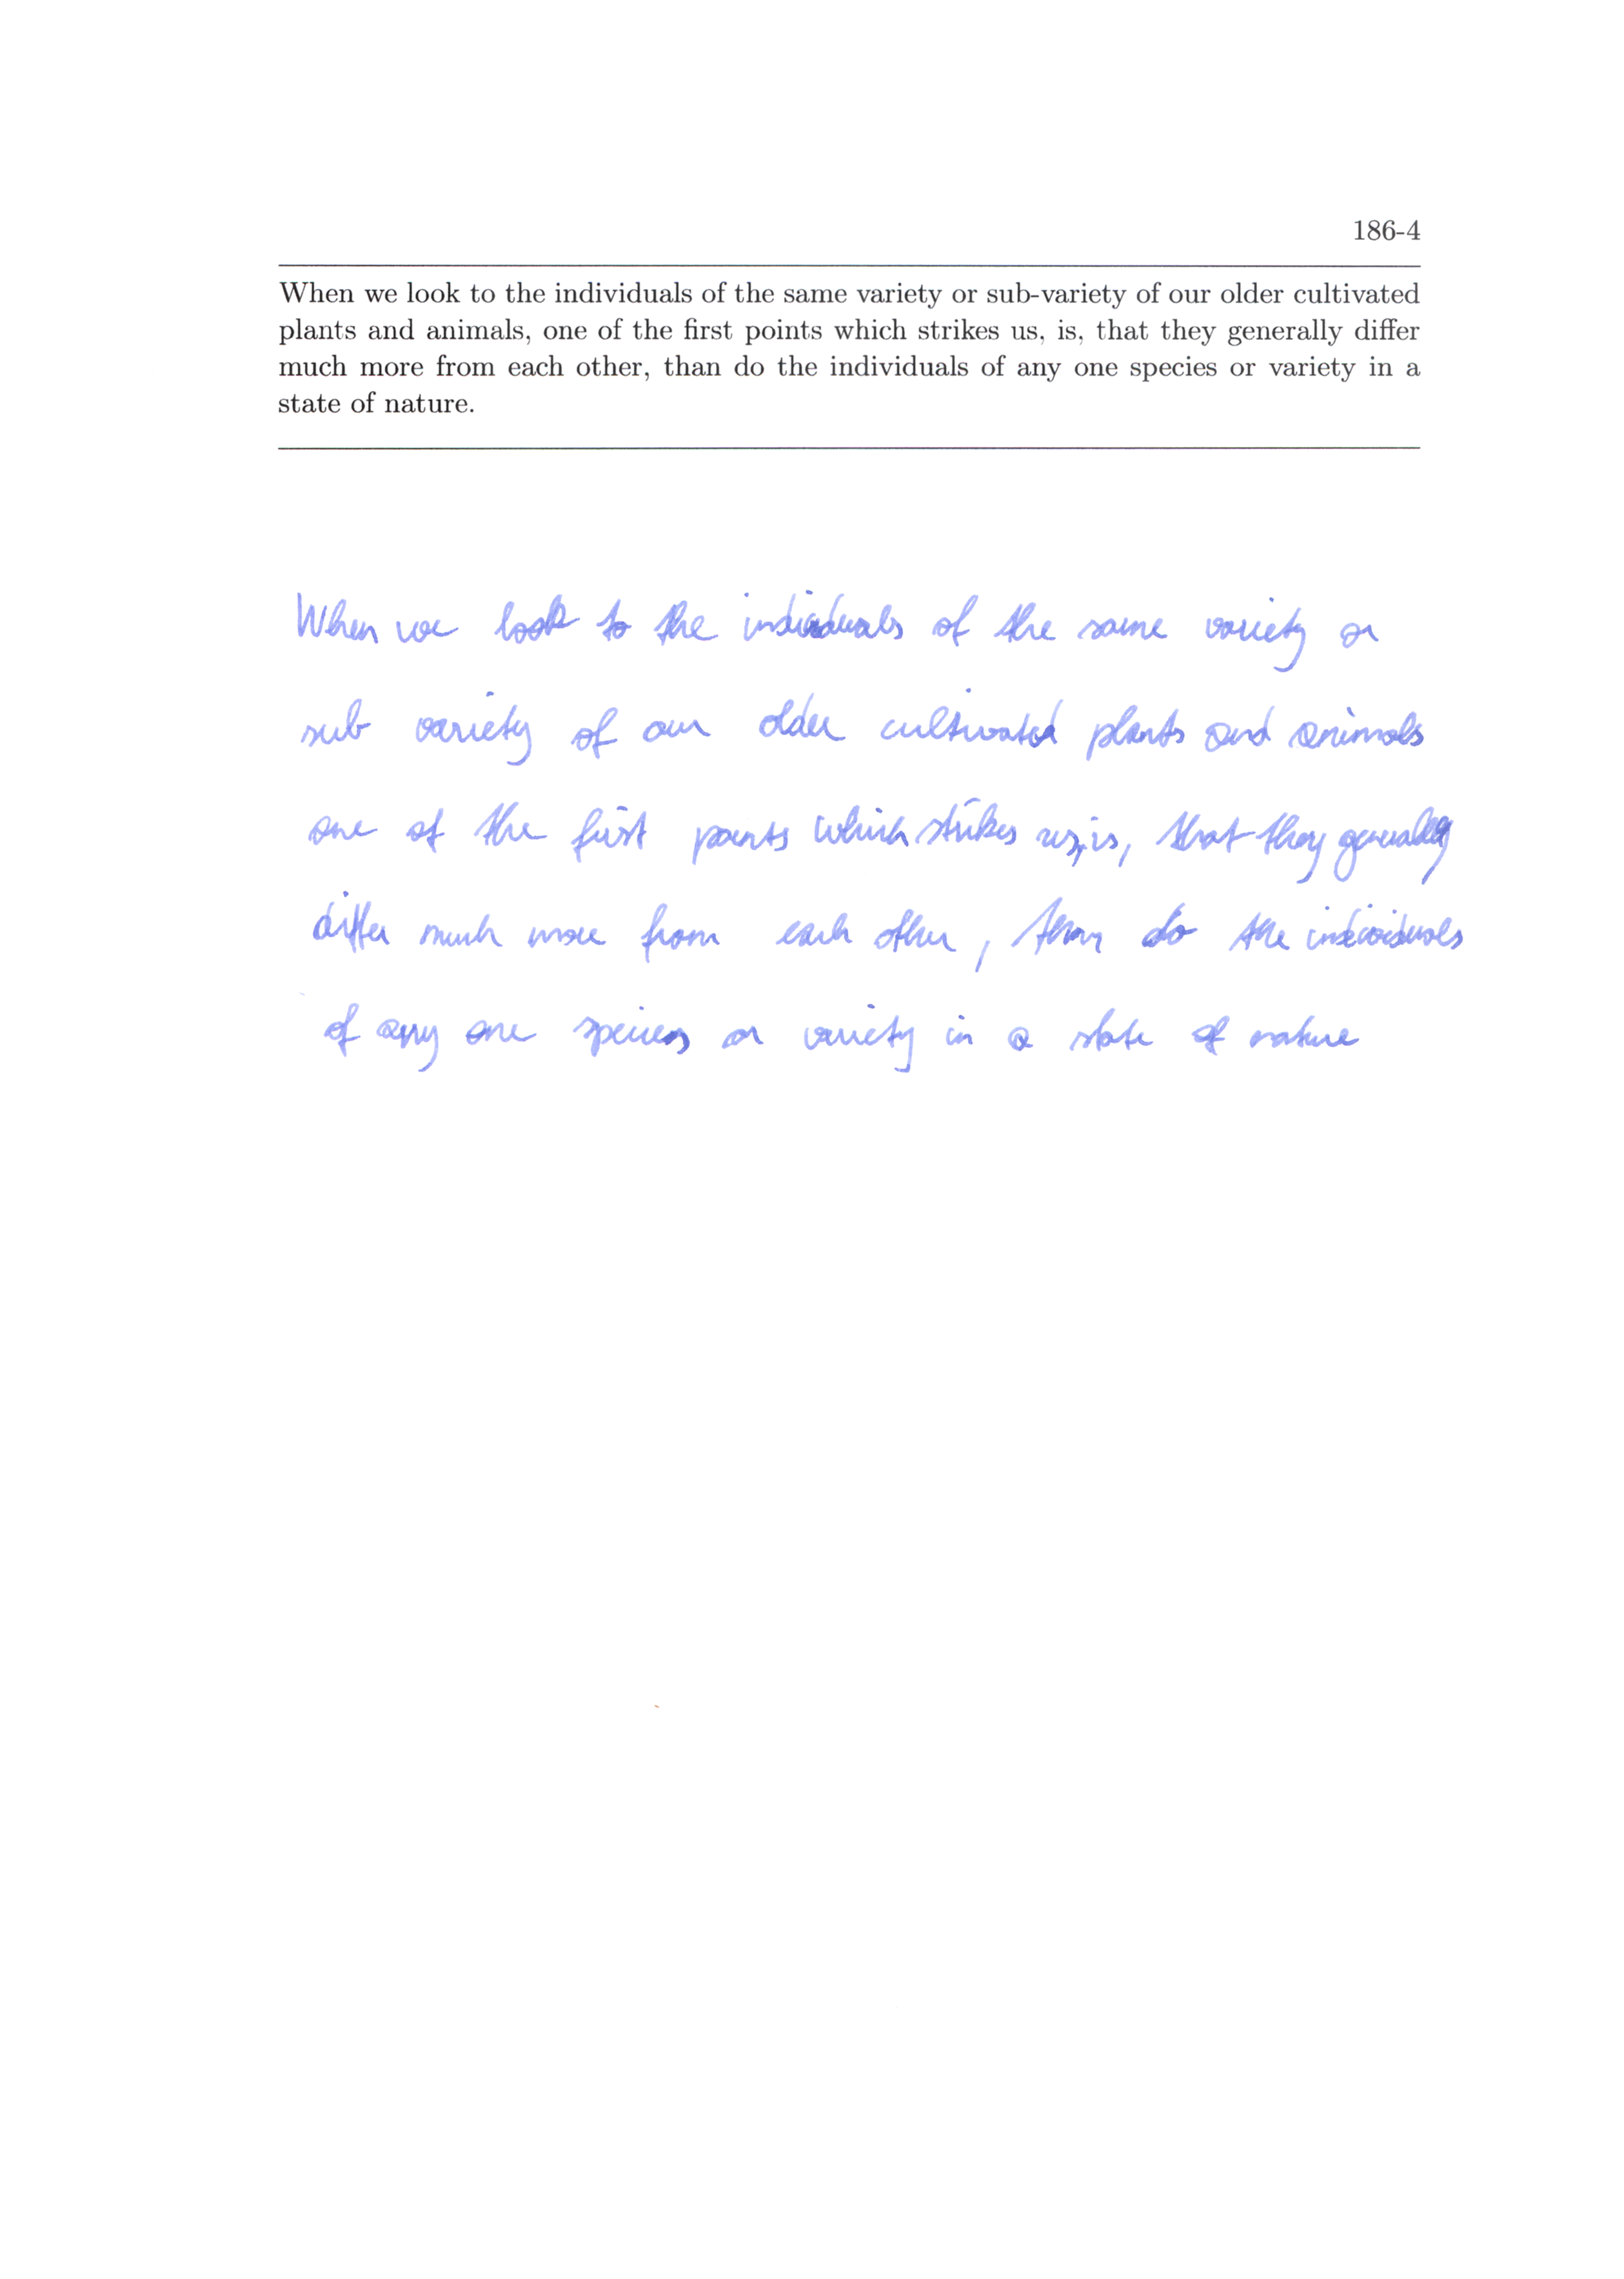 186-4
When we look to the individuals of the same variety or sub-variety of our older cultivated
plants and animals, one of the first points which strikes us, is, that they generally differ
much more from each other, than do the individuals of any one species or variety in a
state of nature.
When we look to the individuals of the same variety or
sub variety of our older cultivated plants and animals
one of the first points which strikes us, is, that they generally
differ much more from each other, than do the individuals
of any one species or variety in a state of nature